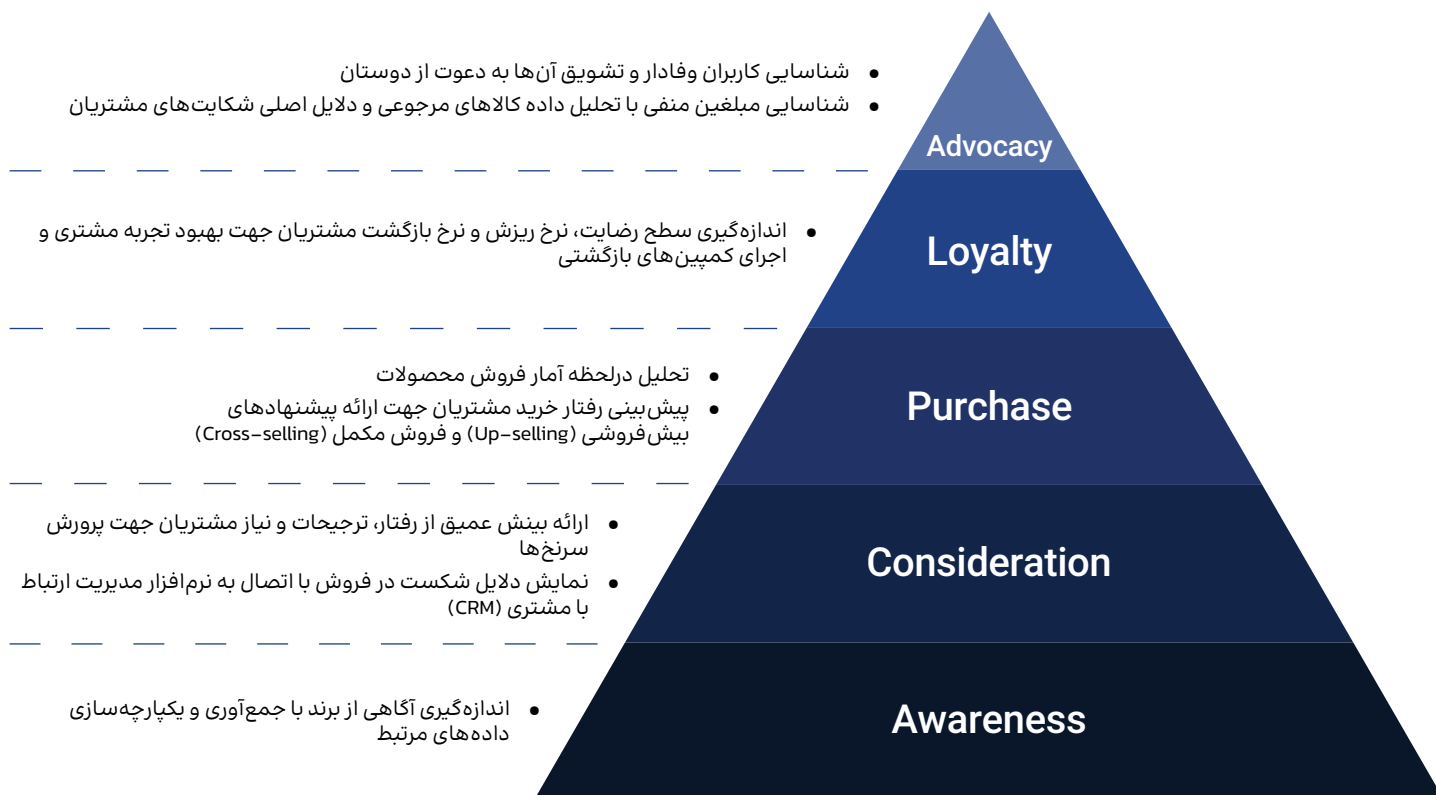 • شناسایی کاربران وفادار و تشویق آن‌ها به دعوت از دوستان
• شناسایی مبلغین منفی با تحلیل داده کالاهای مرجوعی و دلایل اصلی شکایت‌های مشتریان
Advocacy
• اندازه‌گیری سطح رضایت، نرخ ریزش و نرخ بازگشت مشتریان جهت بهبود تجربه مشتری و
اجرای کمپین‌های بازگشتی
Loyalty
• تحلیل درلحظه آمار فروش محصولات
• پیش‌بینی رفتار خرید مشتریان جهت ارائه پیشنهادهای
بیش‌فروشی (Up-selling) و فروش مکمل (Cross-selling)
Purchase
• ارائه بینش عمیق از رفتار، ترجیحات و نیاز مشتریان جهت پرورش
سرنخ‌ها
• نمایش دلایل شکست در فروش با اتصال به نرم‌افزار مدیریت ارتباط
با مشتری (CRM)
Consideration
• اندازه‌گیری آگاهی از برند با جمع‌آوری و یکپارچه‌سازی
داده‌های مرتبط
Awareness